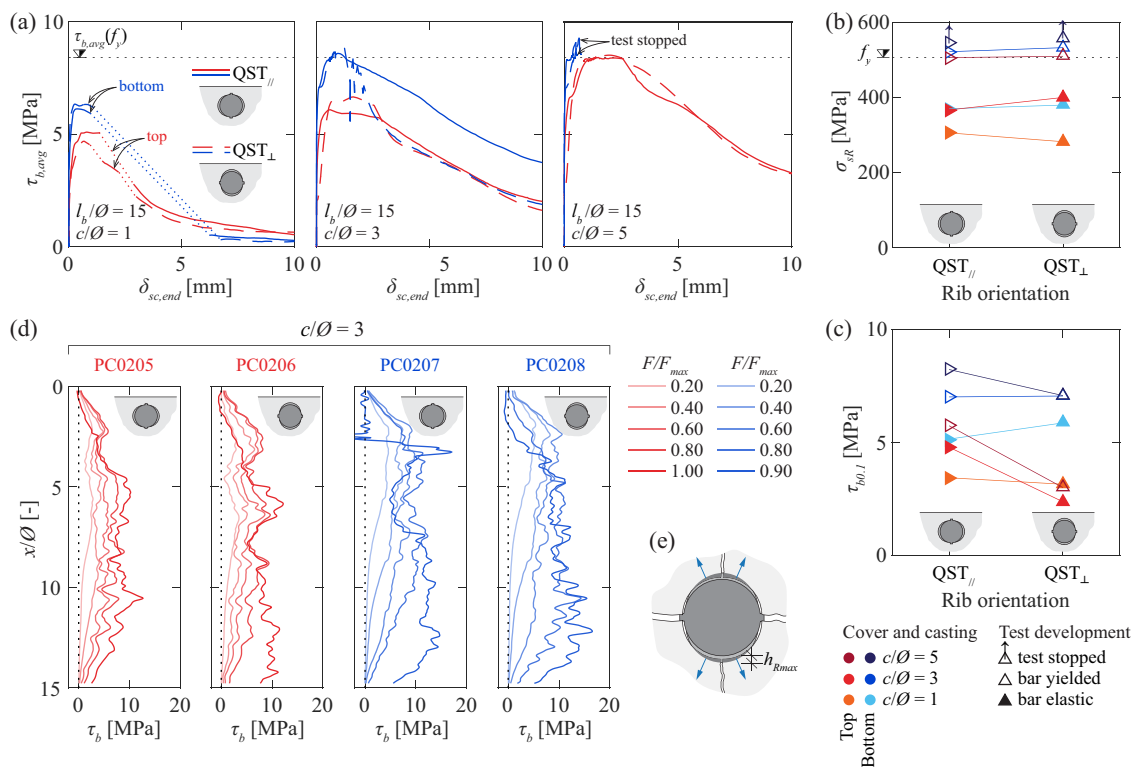 (a)
10
5
0
τb,avg [MPa]
τb,avg(fy)
bottom
top
QST//
QST⊥
lb/Ø = 15
c/Ø = 1
0 5 10
δsc,end [mm]
lb/Ø = 15
c/Ø = 3
0 5 10
δsc,end [mm]
test stopped
lb/Ø = 15
c/Ø = 5
0 5 10
δsc,end [mm]
(b)
600
fy
400
200
0
σsR [MPa]
QST// QST⊥
Rib orientation
(c)
10
5
0
τb0.1 [MPa]
QST// QST⊥
Rib orientation
Cover and casting
c/Ø = 5
c/Ø = 3
c/Ø = 1
Top
Bottom
Test development
test stopped
bar yielded
bar elastic
(d)
c/Ø = 3
PC0205 PC0206 PC0207 PC0208
0
5
10
15
x/Ø [-]
0 10 20
τb [MPa]
0 10 20
τb [MPa]
0 10 20
τb [MPa]
0 10 20
τb [MPa]
F/Fmax F/Fmax
0.20 0.20
0.40 0.40
0.60 0.60
0.80 0.80
1.00 0.90
(e)
hRmax